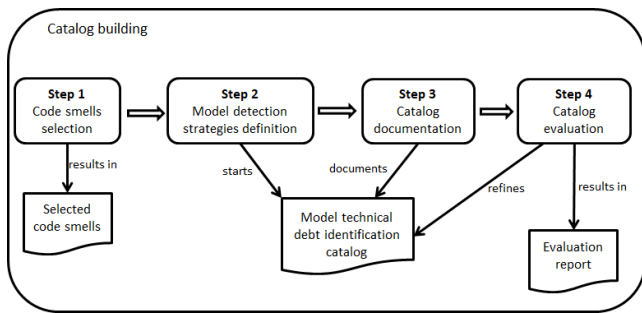 Catalog building
Step 1
Code smells
selection
Step 2
Model detection
strategies definition
Step 3
Catalog
documentation
Step 4
Catalog
evaluation
results in
starts
documents
refines
results in
Selected
code smells
Model technical
debt identification
catalog
Evaluation
report